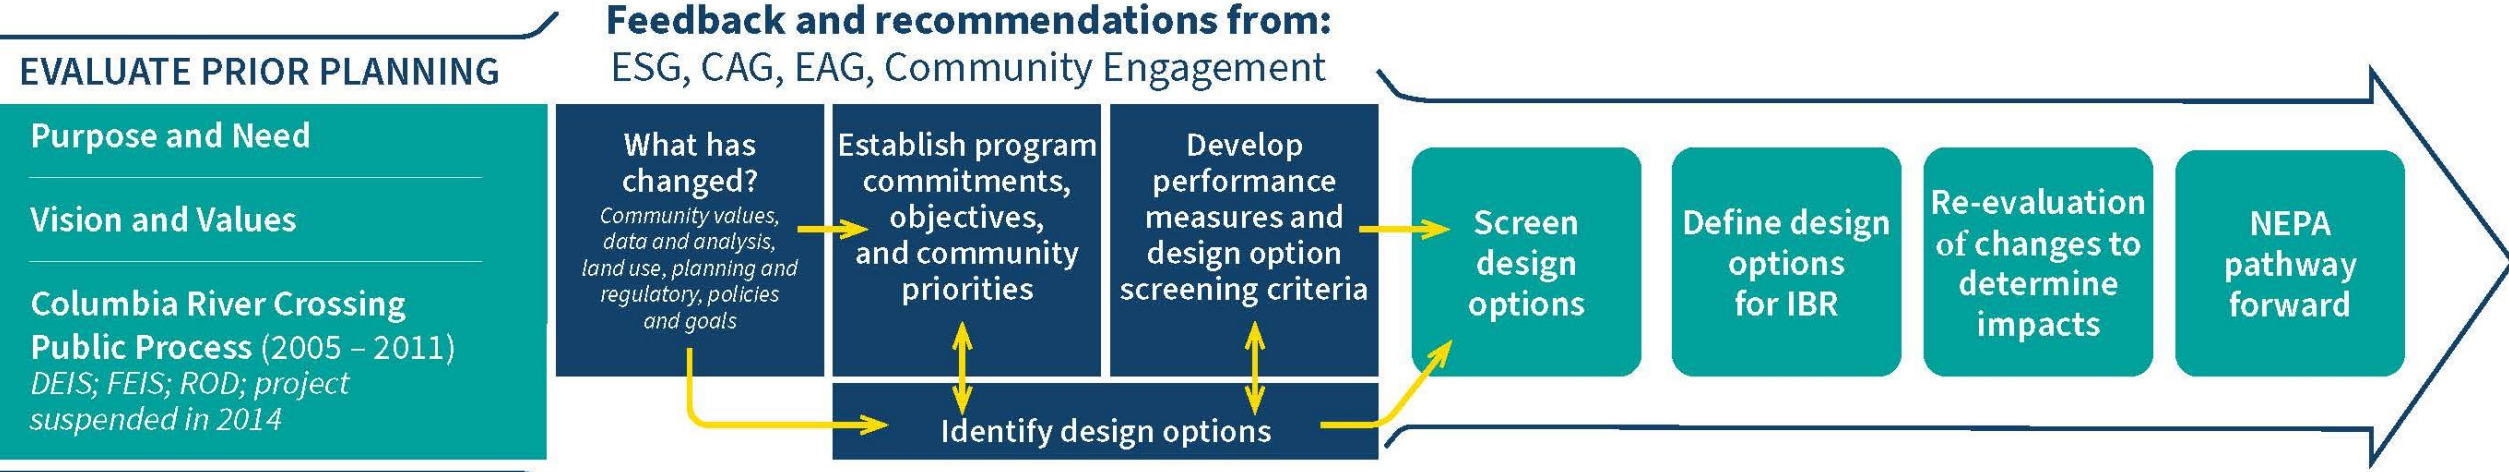 Feedback and recommendations from:
ESG, CAG, EAG, Community Engagement
EVALUATE PRIOR PLANNING
Purpose and Need
Vision and Values
Columbia River Crossing
Public Process (2005 – 2011)
DEIS; FEIS; ROD; project
suspended in 2014
What has
changed?
Community values,
data and analysis,
land use, planning and
regulatory, policies
and goals
Establish program
commitments,
objectives,
and community
priorities
Develop
performance
measures and
design option
screening criteria
Identify design options
Screen
design
options
Define design
options
for IBR
Re-evaluation
of changes to
determine
impacts
NEPA
pathway
forward